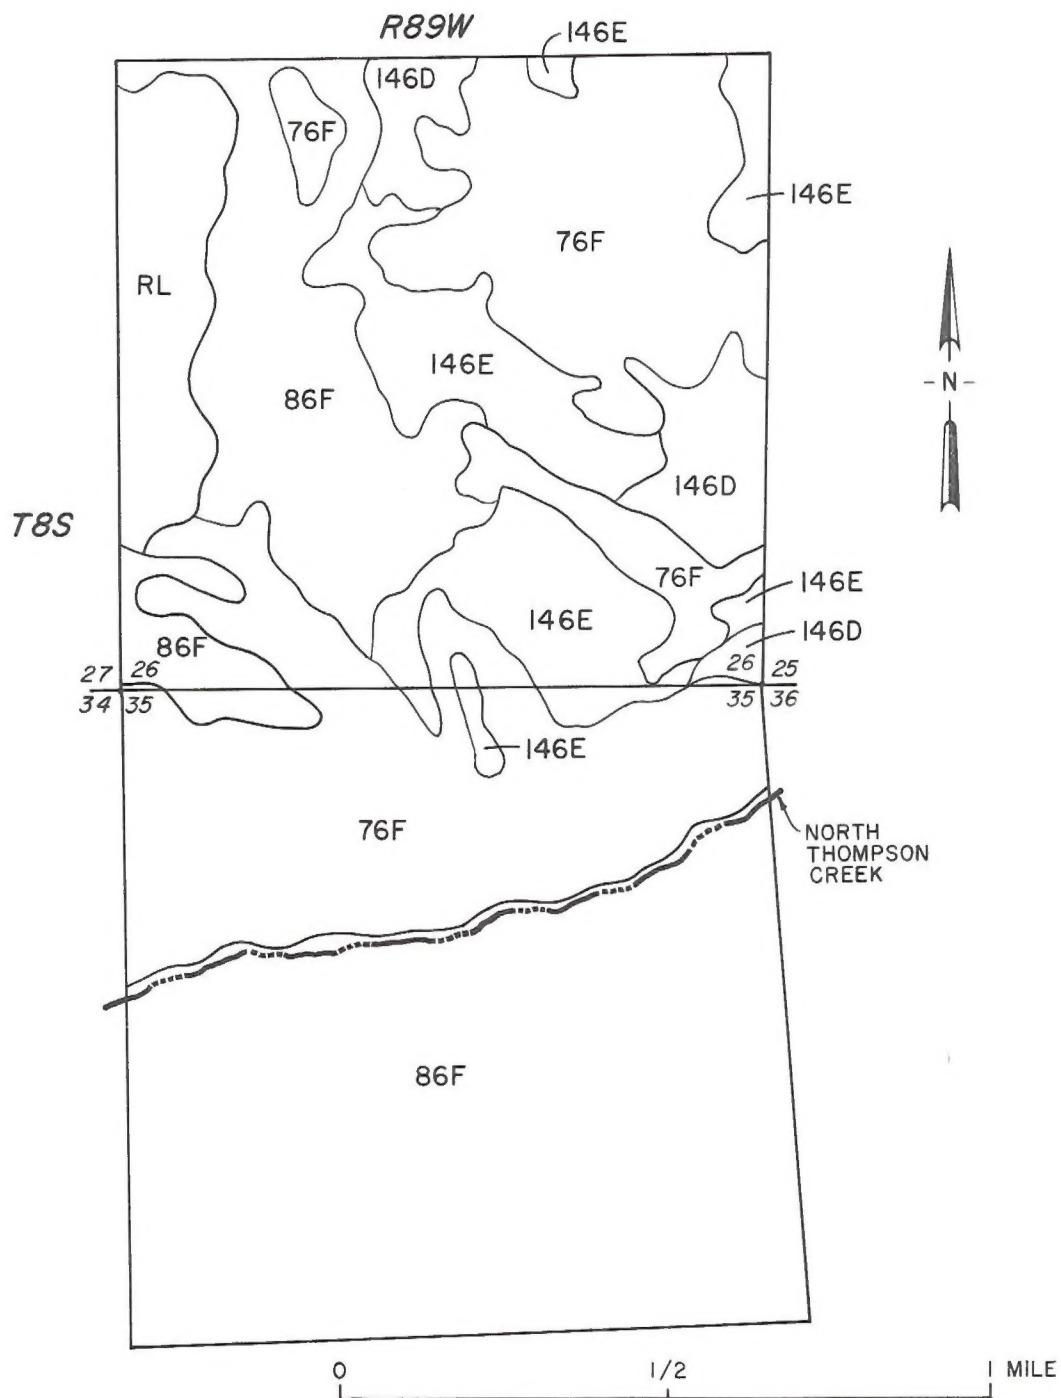 R89W
146E
146D
76F
146E
76F
RL
146E
86F
146D
T8S
76F
146E
146E
86F
146D
27 26
26 25
34 35
35 36
146E
76F
NORTH
THOMPSON
CREEK
86F
-N-
0 1/2 1 MILE